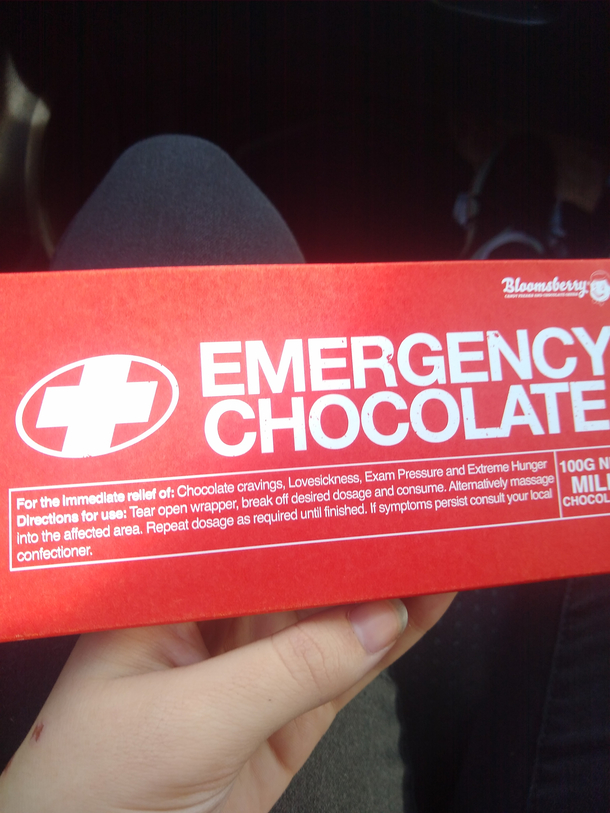 Bloomsberry
EMERGENCY
CHOCOLATE
For the immediate relief of: Chocolate cravings, Lovesickness, Exam Pressure and Extreme Hunger
Directions for use: Tear open wrapper, break off desired dosage and consume. Alternatively massage
into the affected area. Repeat dosage as required until finished. If symptoms persist consult your local
confectioner.
100G